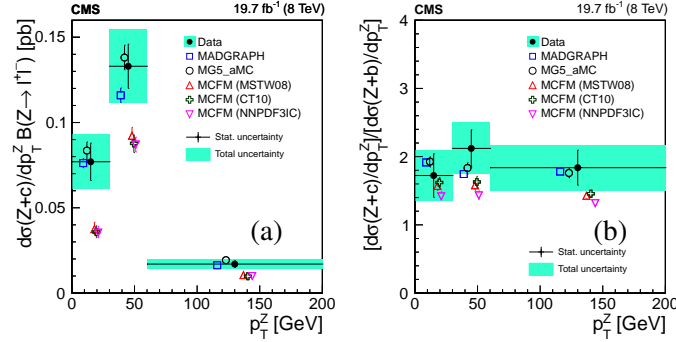 CMS 19.7 fb⁻¹ (8 TeV)
dσ(Z+c)/dp_T^Z B(Z→ l⁺l⁻) [pb]
0.15
0.1
0.05
0
Data
MADGRAPH
MG5_aMC
MCFM (MSTW08)
MCFM (CT10)
MCFM (NNPDF3IC)
Stat. uncertainty
Total uncertainty
(a)
0 50 100 150 200
p_T^Z [GeV]
CMS 19.7 fb⁻¹ (8 TeV)
[dσ(Z+c)/dp_T^Z]/[dσ(Z+b)/dp_T^Z]
4
3
2
1
0
Data
MADGRAPH
MG5_aMC
MCFM (MSTW08)
MCFM (CT10)
MCFM (NNPDF3IC)
Stat. uncertainty
Total uncertainty
(b)
0 50 100 150 200
p_T^Z [GeV]